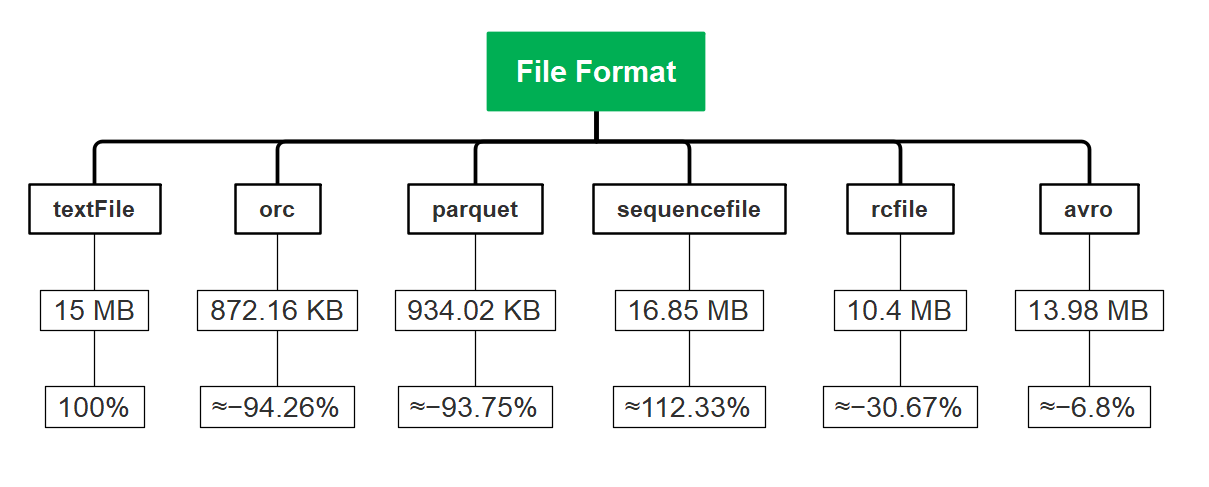 File Format
textFile orc parquet sequencefile rcfile avro
15 MB 872.16 KB 934.02 KB 16.85 MB 10.4 MB 13.98 MB
100% ≈−94.26% ≈−93.75% ≈112.33% ≈−30.67% ≈−6.8%